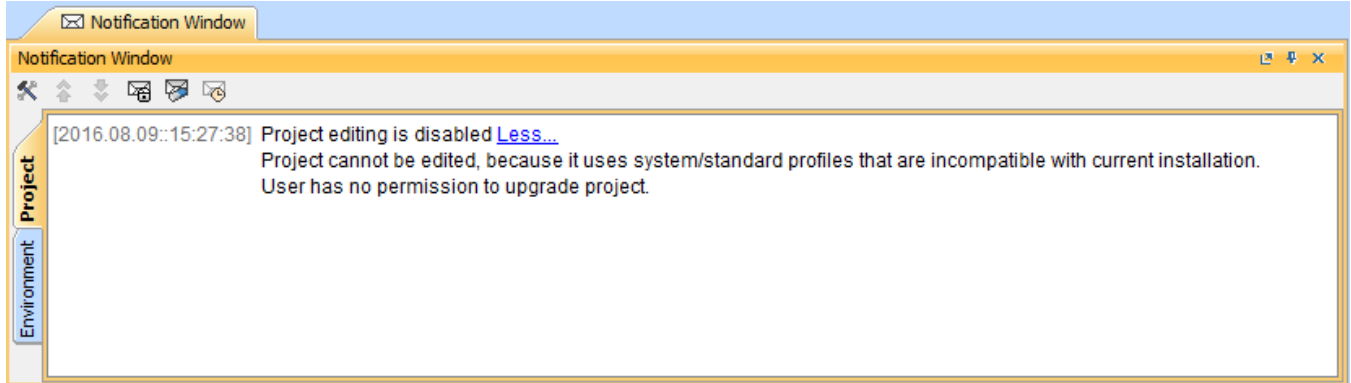 Notification Window
Notification Window
[2016.08.09::15:27:38] Project editing is disabled Less...
Project cannot be edited, because it uses system/standard profiles that are incompatible with current installation.
User has no permission to upgrade project.
Project
Environment